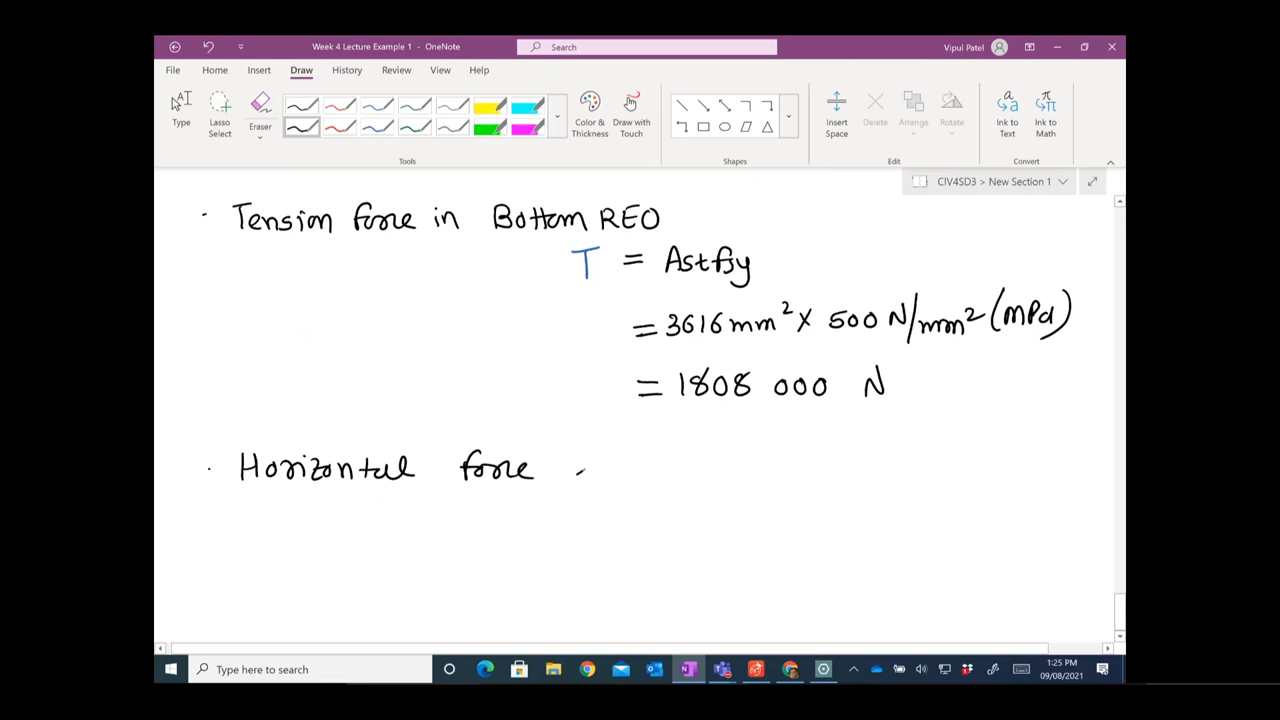 Week 4 Lecture Example 1 - OneNote
Search
Vipul Patel
File Home Insert Draw History Review View Help
Type
Lasso Select
Eraser
Color & Thickness
Draw with Touch
Insert Space
Delete
Arrange
Rotate
Ink to Text
Ink to Math
Tools
Shapes
Edit
Convert
CIV4SD3 > New Section 1
· Tension force in Bottom REO
T = Ast fsy
= 3616 mm² × 500 N/mm² (mPa)
= 1808 000 N
· Horizontal force
Type here to search
1:25 PM
09/08/2021